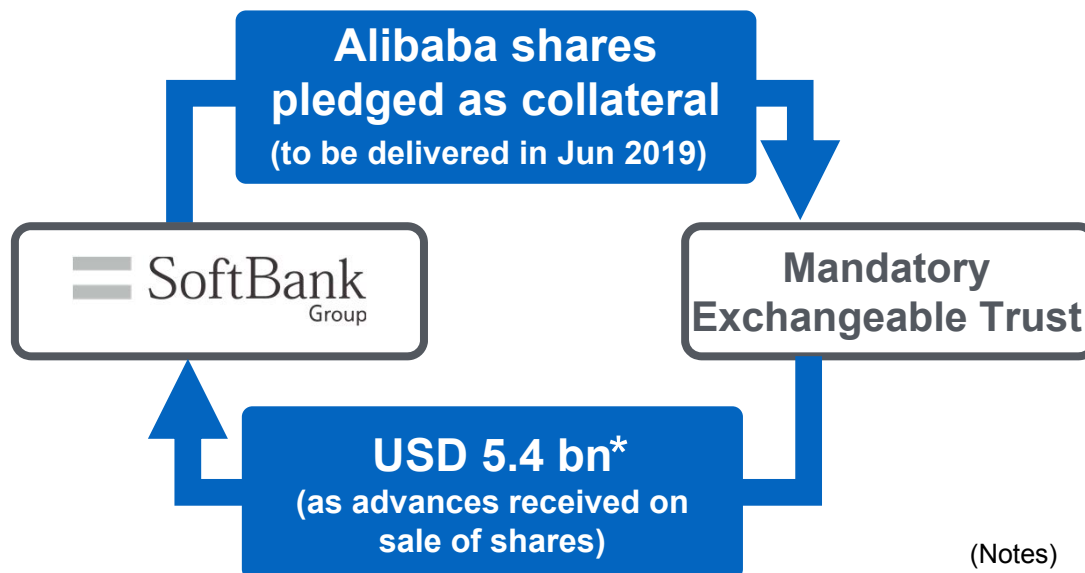 Alibaba shares
pledged as collateral
(to be delivered in Jun 2019)
SoftBank
Group
Mandatory
Exchangeable Trust
USD 5.4 bn*
(as advances received on
sale of shares)
(Notes)